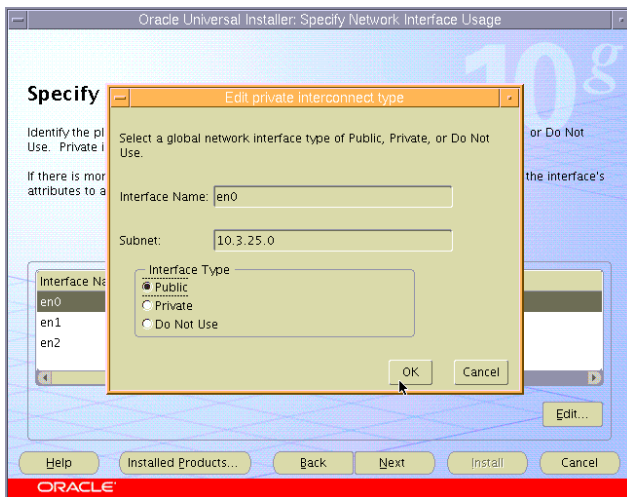 Oracle Universal Installer: Specify Network Interface Usage
10g
Specify
Edit private interconnect type
Identify the pl
or Do Not
Use. Private i
Select a global network interface type of Public, Private, or Do Not
Use.
If there is mor
the interface's
attributes to a
Interface Name: en0
Subnet: 10.3.25.0
Interface Type
Public
Private
Do Not Use
Interface Na
en0
en1
en2
OK Cancel
Edit...
Help Installed Products... Back Next Install Cancel
ORACLE